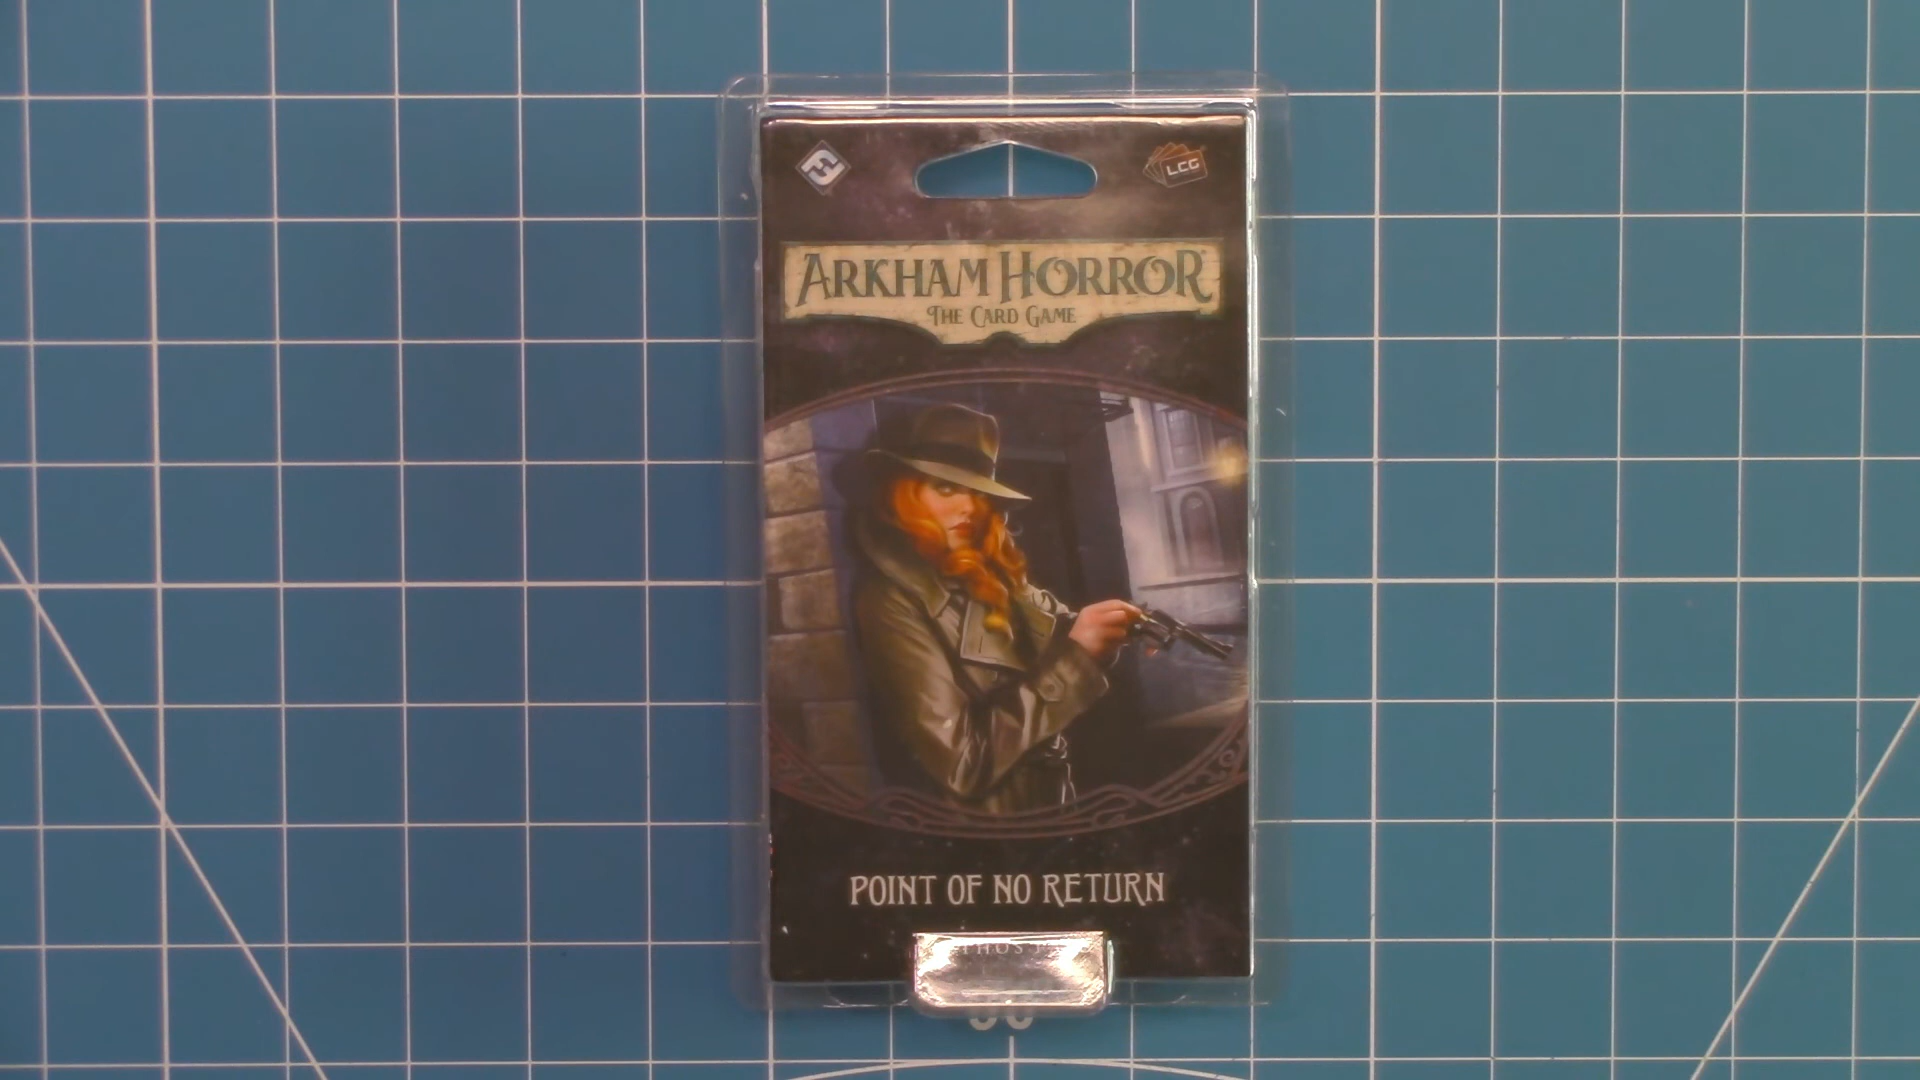 LCG
ARKHAM HORROR
THE CARD GAME
POINT OF NO RETURN